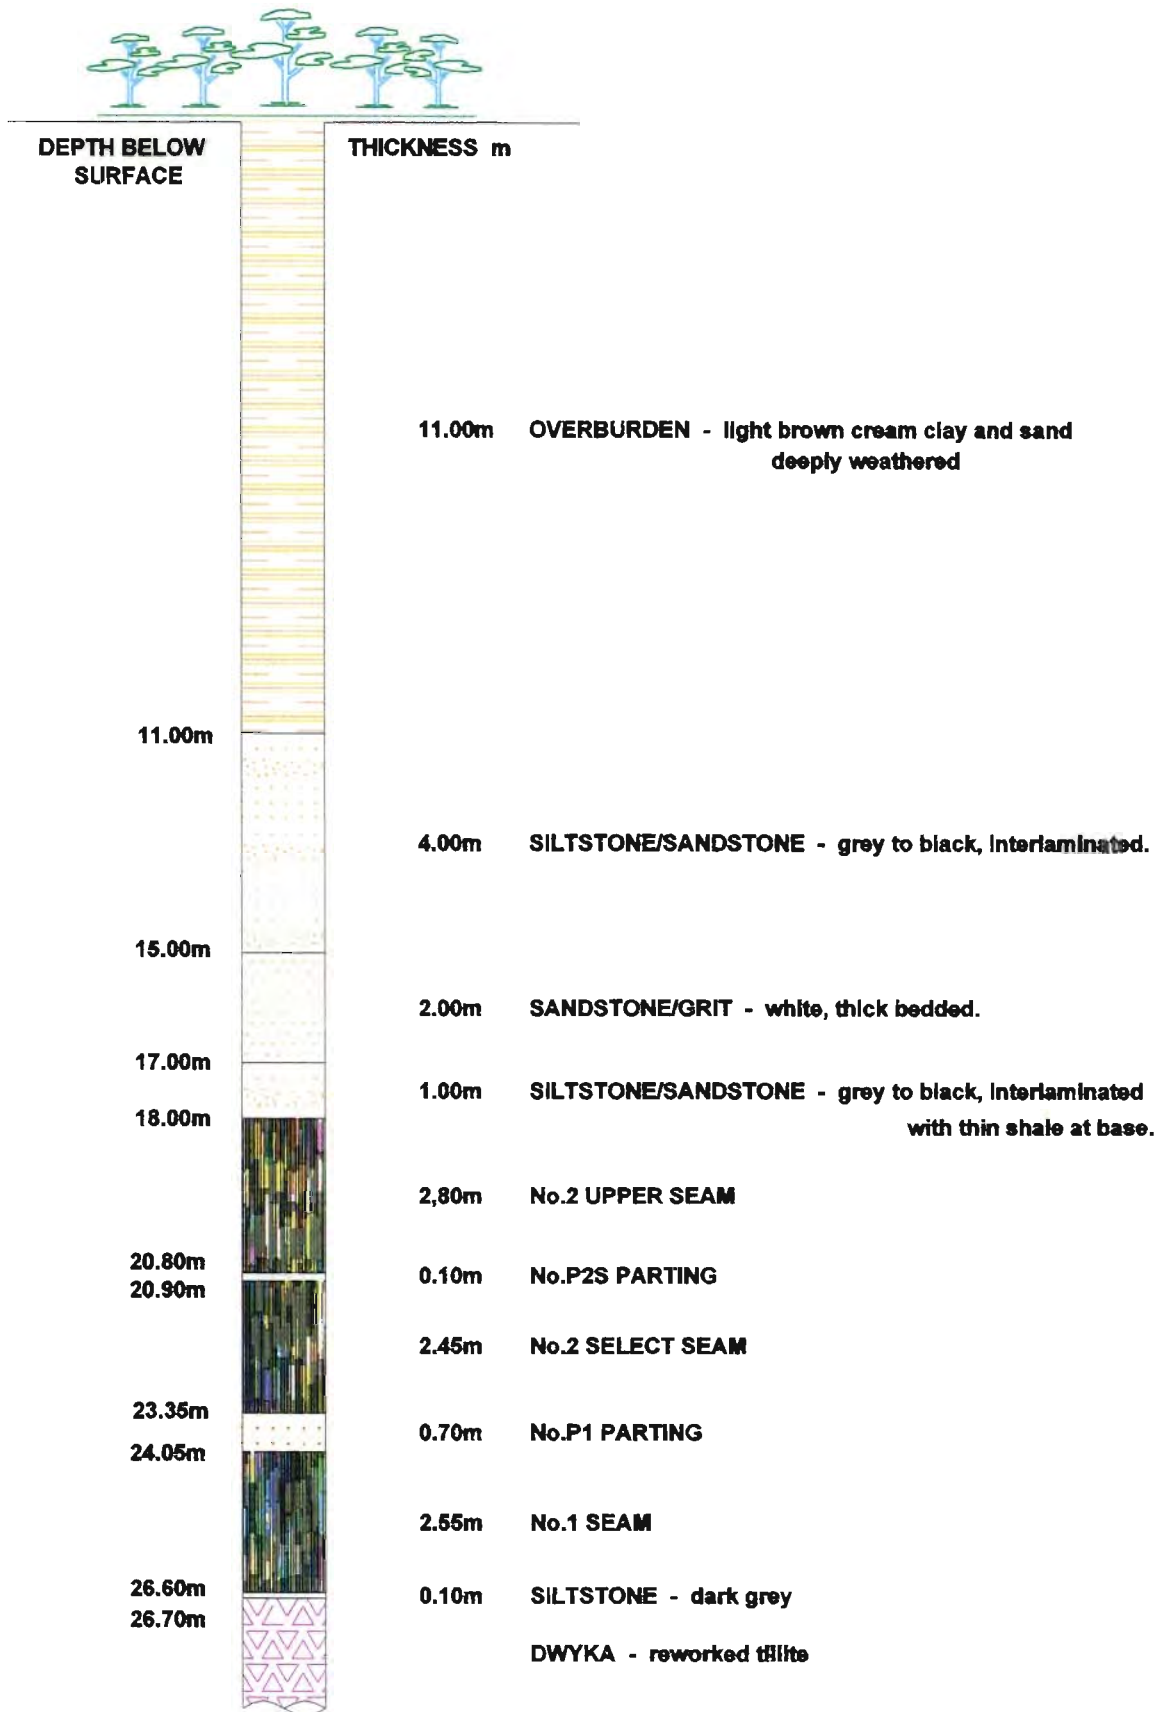 DEPTH BELOW
SURFACE
THICKNESS m
11.00m OVERBURDEN - light brown cream clay and sand
deeply weathered
11.00m
4.00m SILTSTONE/SANDSTONE - grey to black, interlaminated.
15.00m
2.00m SANDSTONE/GRIT - white, thick bedded.
17.00m
1.00m SILTSTONE/SANDSTONE - grey to black, interlaminated
18.00m
with thin shale at base.
2,80m No.2 UPPER SEAM
20.80m
0.10m No.P2S PARTING
20.90m
2.45m No.2 SELECT SEAM
23.35m
0.70m No.P1 PARTING
24.05m
2.55m No.1 SEAM
26.60m
0.10m SILTSTONE - dark grey
26.70m
DWYKA - reworked tillite